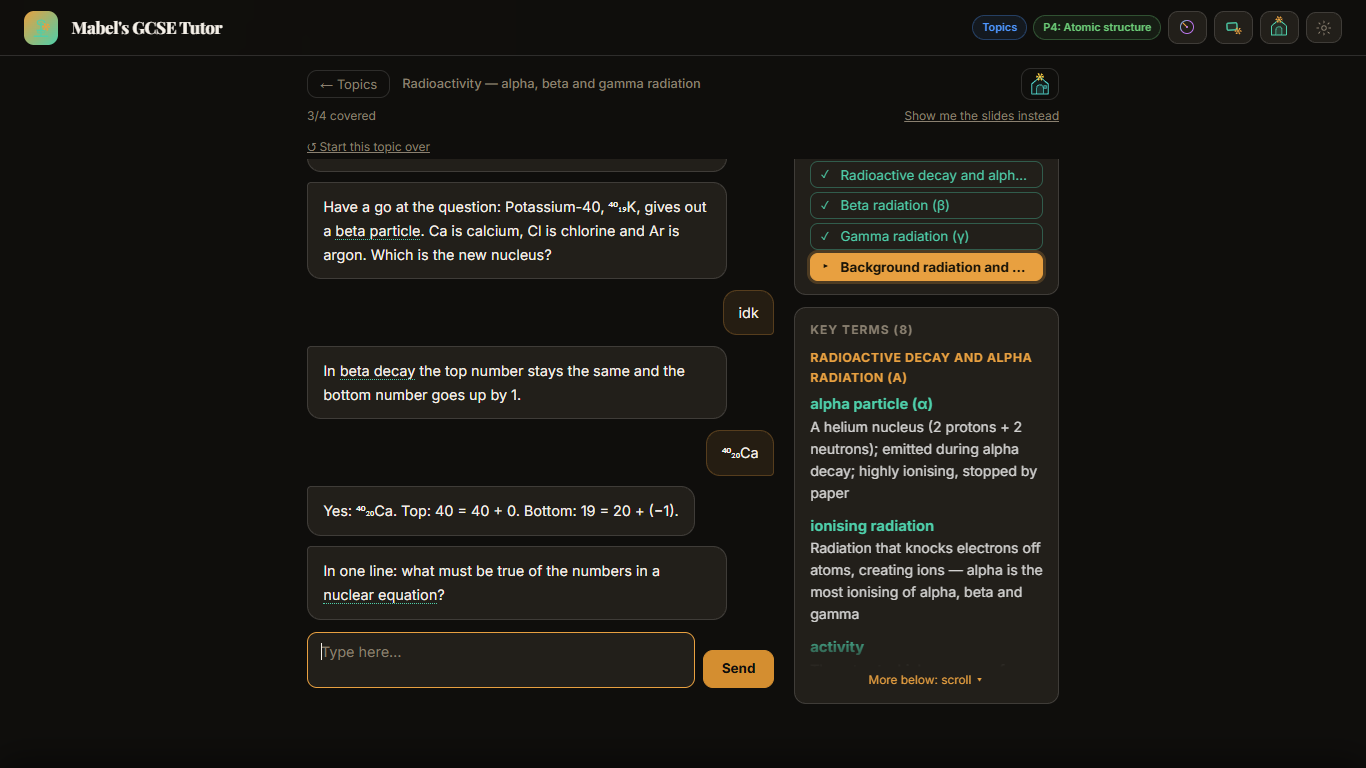 Mabel's GCSE Tutor
Topics
P4: Atomic structure
← Topics
Radioactivity — alpha, beta and gamma radiation
3/4 covered
Show me the slides instead
↺ Start this topic over
Have a go at the question: Potassium-40, ⁴⁰₁₉K, gives out
a beta particle. Ca is calcium, Cl is chlorine and Ar is
argon. Which is the new nucleus?
idk
In beta decay the top number stays the same and the
bottom number goes up by 1.
⁴⁰₂₀Ca
Yes: ⁴⁰₂₀Ca. Top: 40 = 40 + 0. Bottom: 19 = 20 + (−1).
In one line: what must be true of the numbers in a
nuclear equation?
Type here...
Send
✓ Radioactive decay and alph...
✓ Beta radiation (β)
✓ Gamma radiation (γ)
▸ Background radiation and ...
KEY TERMS (8)
RADIOACTIVE DECAY AND ALPHA
RADIATION (Α)
alpha particle (α)
A helium nucleus (2 protons + 2
neutrons); emitted during alpha
decay; highly ionising, stopped by
paper
ionising radiation
Radiation that knocks electrons off
atoms, creating ions — alpha is the
most ionising of alpha, beta and
gamma
activity
More below: scroll ▾